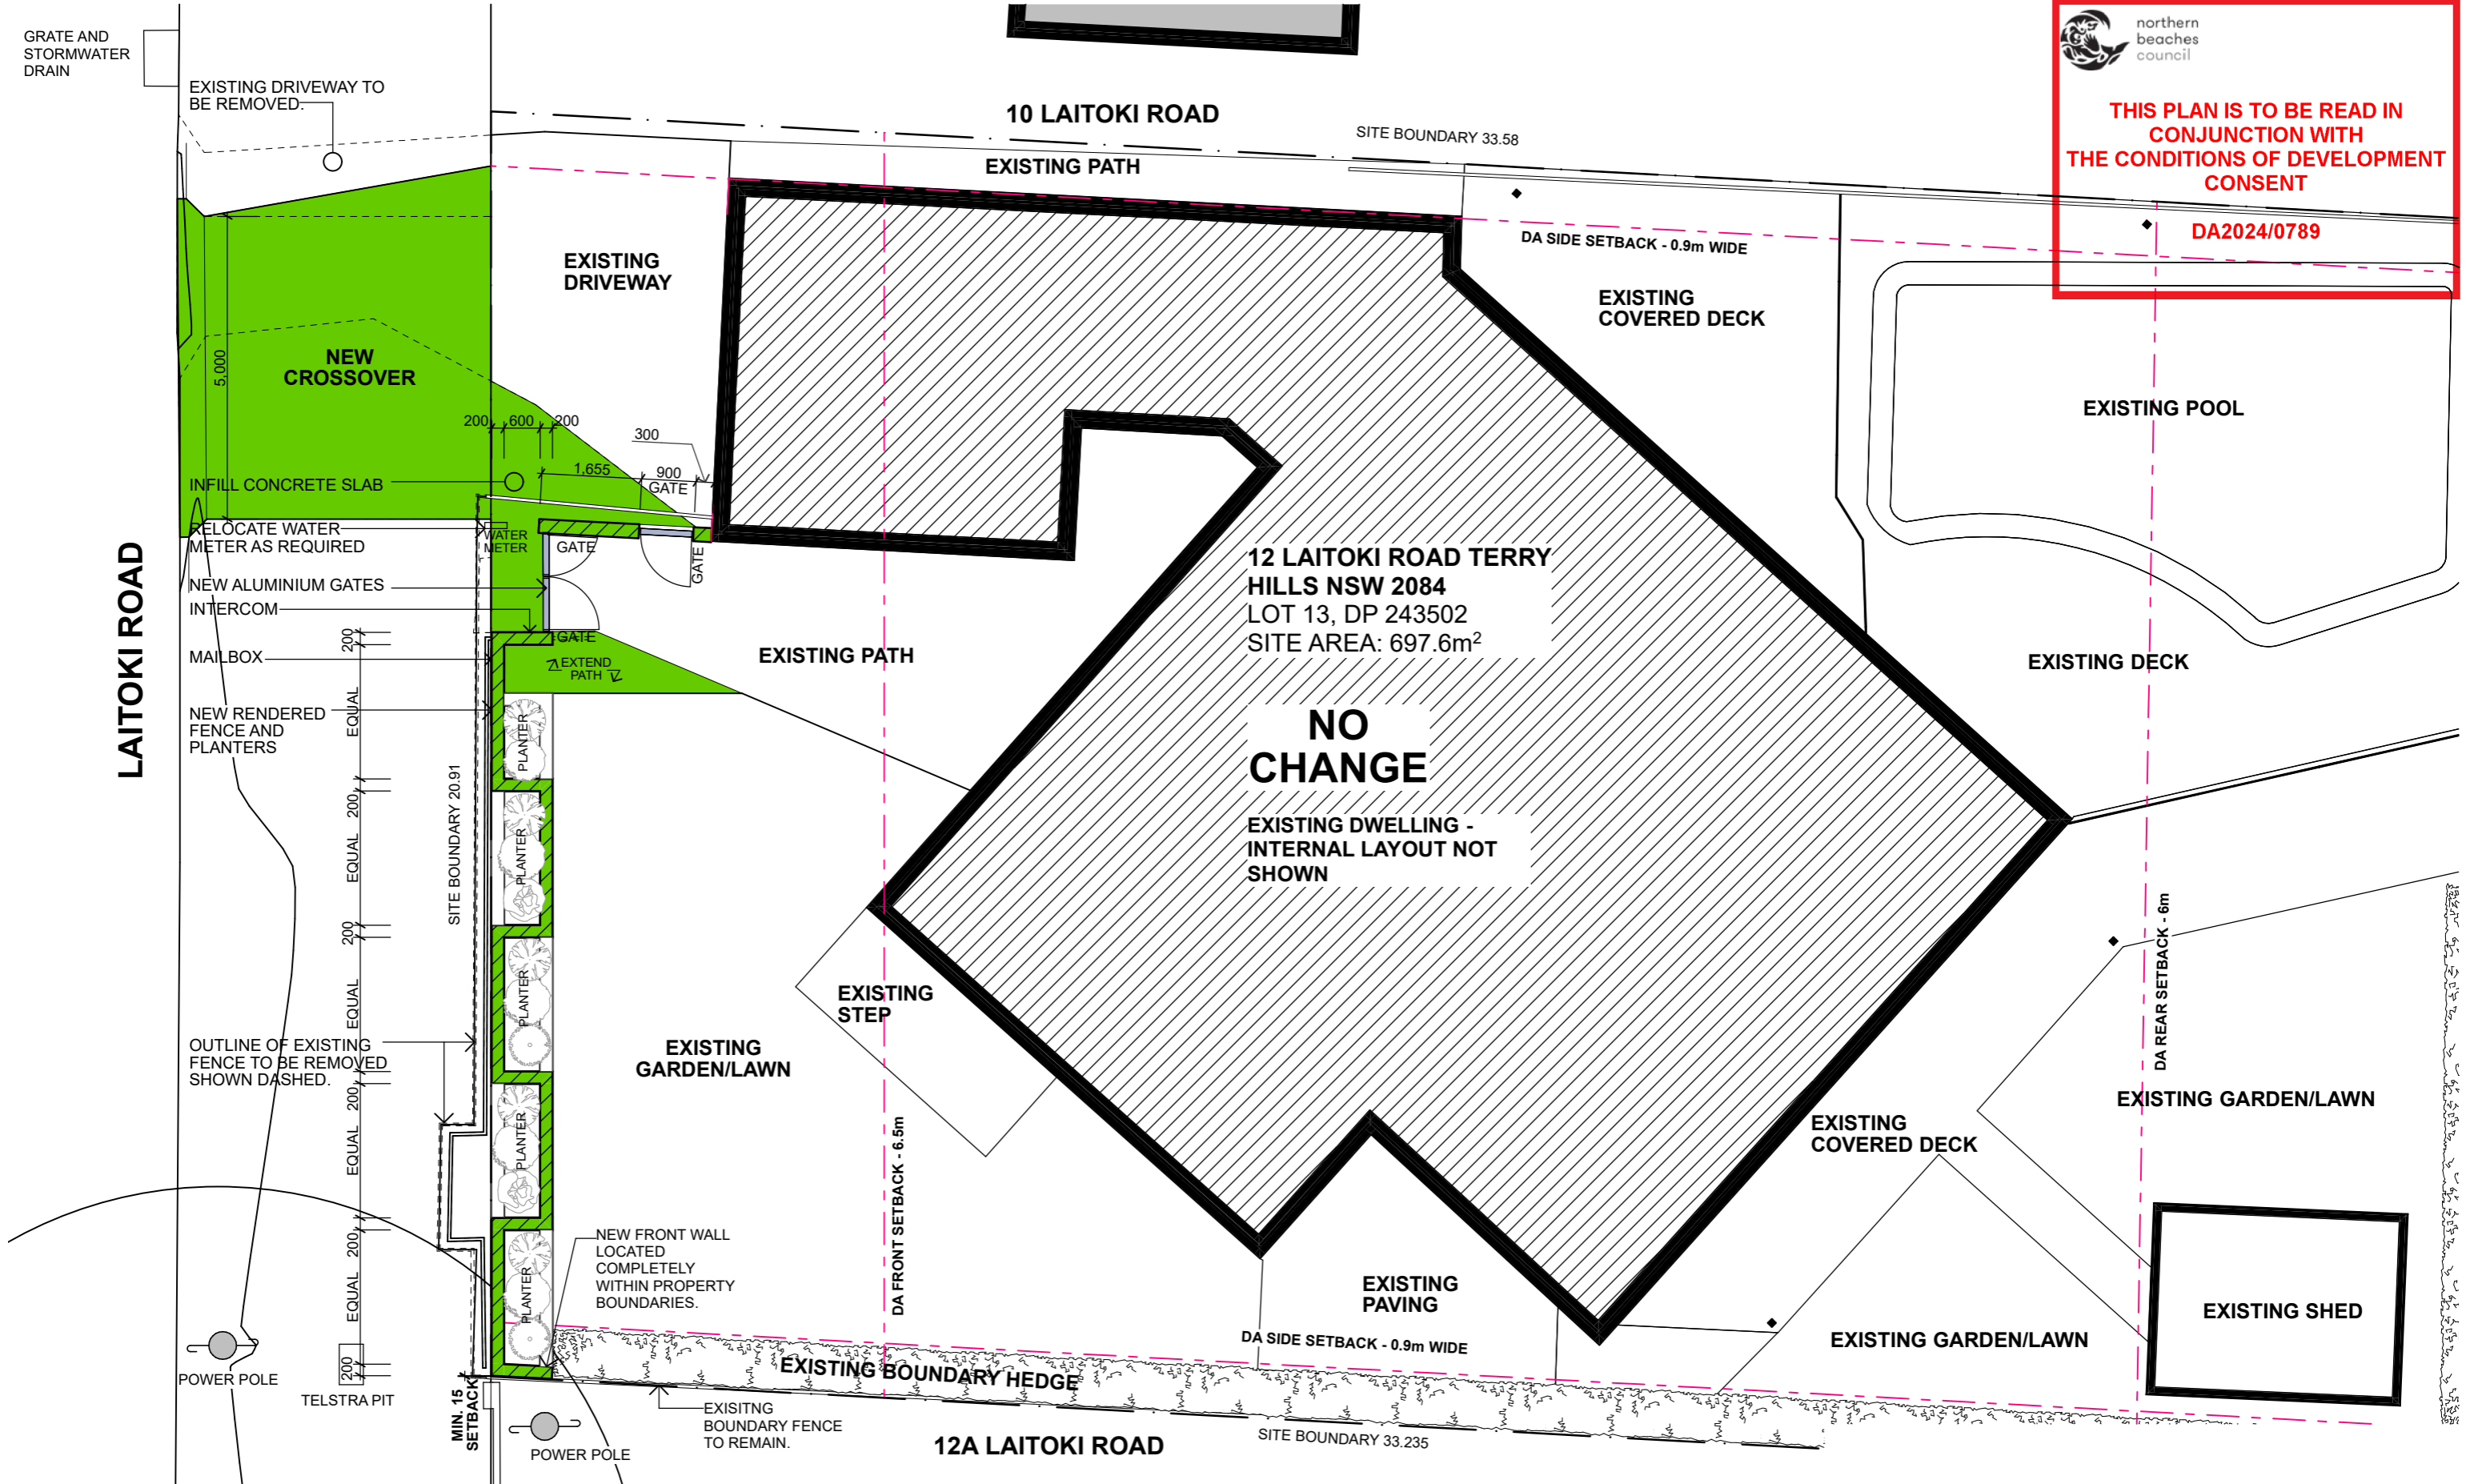 GRATE AND
STORMWATER
DRAIN
EXISTING DRIVEWAY TO
BE REMOVED.
10 LAITOKI ROAD
SITE BOUNDARY 33.58
EXISTING PATH
northern
beaches
council
THIS PLAN IS TO BE READ IN
CONJUNCTION WITH
THE CONDITIONS OF DEVELOPMENT
CONSENT
DA2024/0789
DA SIDE SETBACK - 0.9m WIDE
EXISTING
DRIVEWAY
EXISTING
COVERED DECK
NEW
CROSSOVER
5,000
EXISTING POOL
200
600
200
300
1,655
900
GATE
INFILL CONCRETE SLAB
RELOCATE WATER
METER AS REQUIRED
WATER
METER
GATE
GATE
NEW ALUMINIUM GATES
INTERCOM
GATE
MAILBOX
EXTEND
PATH
EXISTING PATH
NEW RENDERED
FENCE AND
PLANTERS
LAITOKI ROAD
12 LAITOKI ROAD TERRY
HILLS NSW 2084
LOT 13, DP 243502
SITE AREA: 697.6m²
NO
CHANGE
EXISTING DWELLING -
INTERNAL LAYOUT NOT
SHOWN
EXISTING DECK
200
EQUAL
200
EQUAL
200
EQUAL
200
EQUAL
200
EQUAL
200
SITE BOUNDARY 20.91
PLANTER
PLANTER
PLANTER
PLANTER
PLANTER
OUTLINE OF EXISTING
FENCE TO BE REMOVED
SHOWN DASHED.
EXISTING
STEP
EXISTING
GARDEN/LAWN
DA FRONT SETBACK - 6.5m
DA REAR SETBACK - 6m
EXISTING GARDEN/LAWN
EXISTING
COVERED DECK
NEW FRONT WALL
LOCATED
COMPLETELY
WITHIN PROPERTY
BOUNDARIES.
EXISTING
PAVING
EXISTING SHED
DA SIDE SETBACK - 0.9m WIDE
EXISTING GARDEN/LAWN
EXISTING BOUNDARY HEDGE
POWER POLE
TELSTRA PIT
MIN. 15
SETBACK
EXISITNG
BOUNDARY FENCE
TO REMAIN.
POWER POLE
12A LAITOKI ROAD
SITE BOUNDARY 33.235